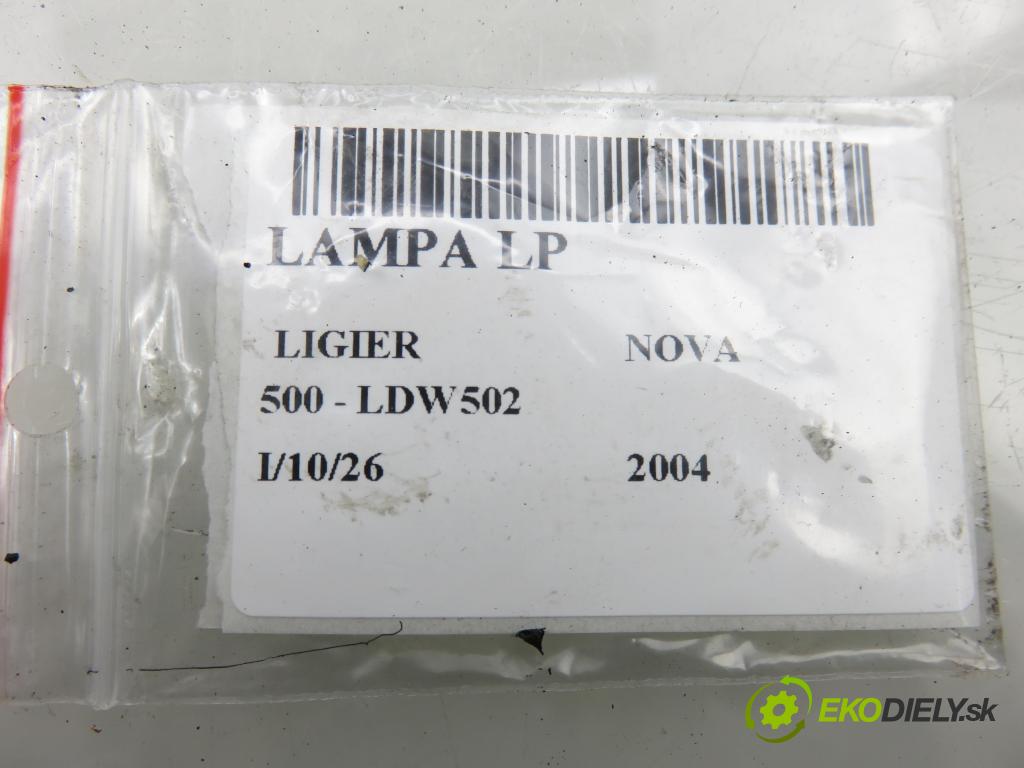 LAMPA LP
LIGIER NOVA
500 - LDW502
I/10/26 2004
EKODIELY.sk